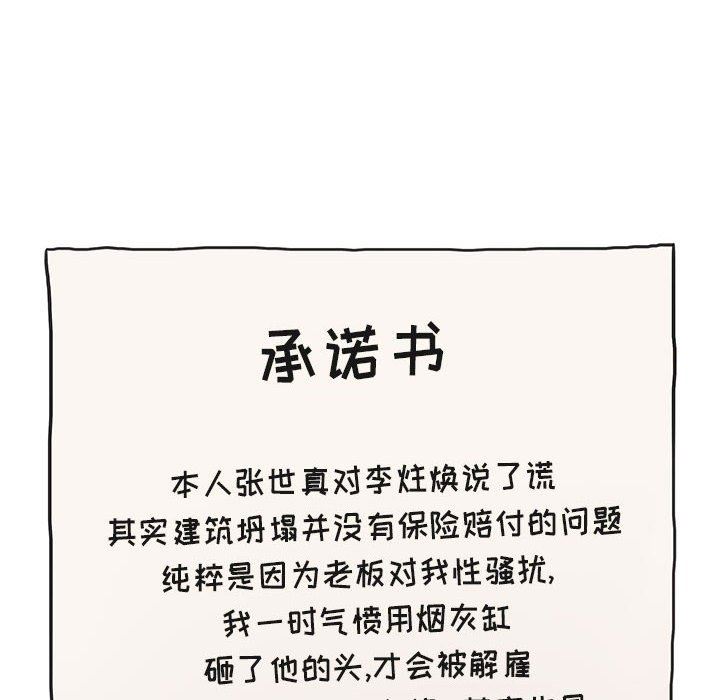 承诺书
本人张世真对李炷焕说了谎
其实建筑坍塌并没有保险赔付的问题
纯粹是因为老板对我性骚扰,
我一时气愤用烟灰缸
砸了他的头,才会被解雇